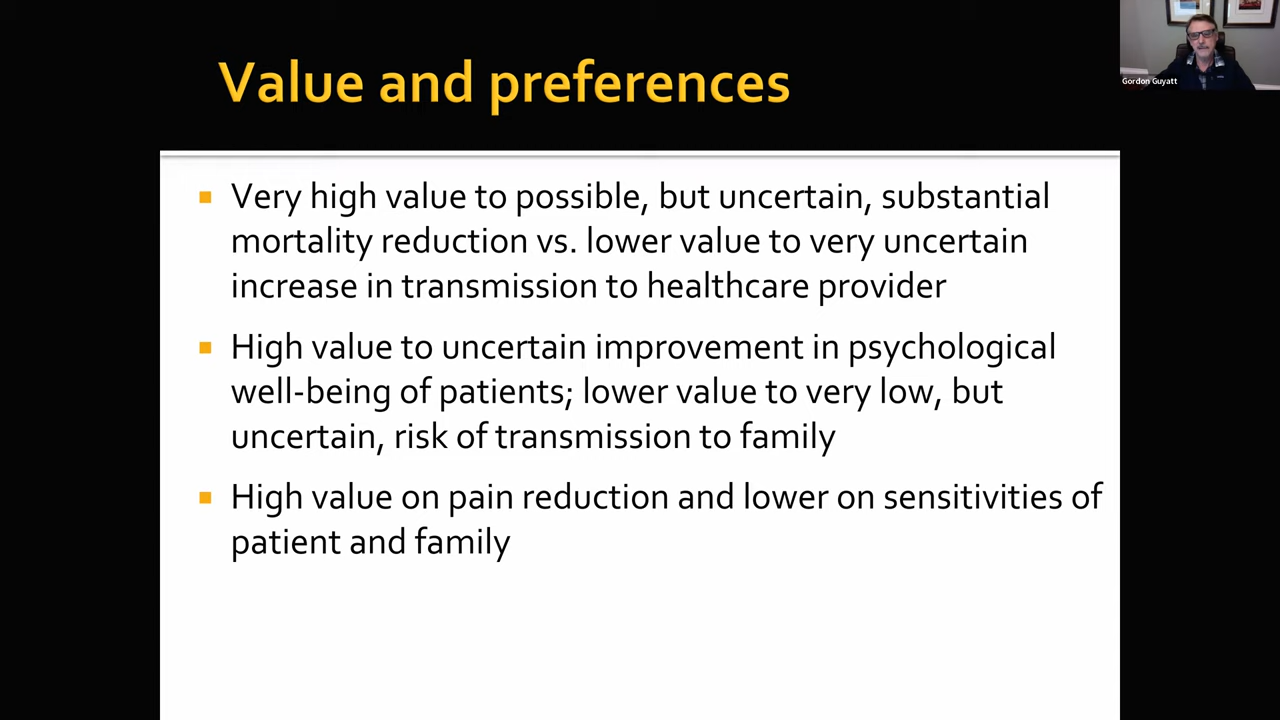 Value and preferences
Gordon Guyatt
Very high value to possible, but uncertain, substantial
mortality reduction vs. lower value to very uncertain
increase in transmission to healthcare provider
High value to uncertain improvement in psychological
well-being of patients; lower value to very low, but
uncertain, risk of transmission to family
High value on pain reduction and lower on sensitivities of
patient and family